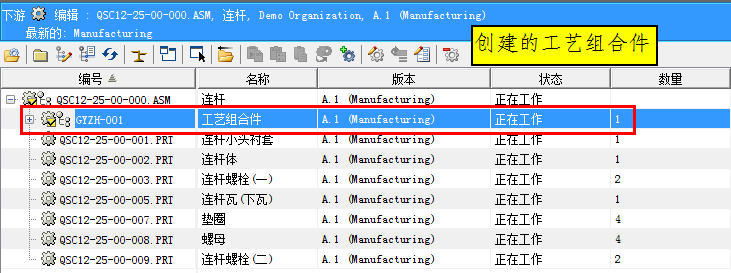 下游 编辑 : QSC12-25-00-000.ASM, 连杆, Demo Organization, A.1 (Manufacturing)
最新的: Manufacturing
创建的工艺组合件
编号 名称 版本 状态 数量
QSC12-25-00-000.ASM 连杆 A.1 (Manufacturing) 正在工作
GYZH-001 工艺组合件 A.1 (Manufacturing) 正在工作 1
QSC12-25-00-001.PRT 连杆小头衬套 A.1 (Manufacturing) 正在工作 1
QSC12-25-00-002.PRT 连杆体 A.1 (Manufacturing) 正在工作 1
QSC12-25-00-003.PRT 连杆螺栓(一) A.1 (Manufacturing) 正在工作 2
QSC12-25-00-005.PRT 连杆瓦(下瓦) A.1 (Manufacturing) 正在工作 1
QSC12-25-00-007.PRT 垫圈 A.1 (Manufacturing) 正在工作 4
QSC12-25-00-008.PRT 螺母 A.1 (Manufacturing) 正在工作 4
QSC12-25-00-009.PRT 连杆螺栓(二) A.1 (Manufacturing) 正在工作 2